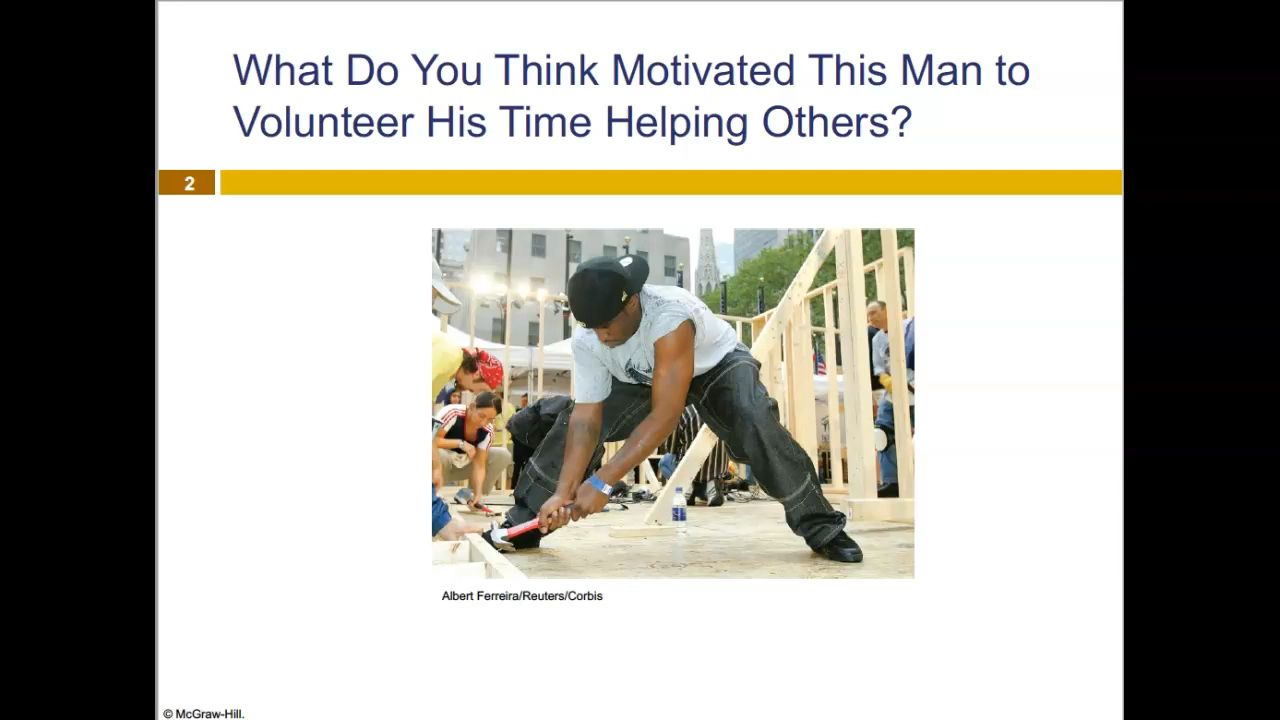 What Do You Think Motivated This Man to
Volunteer His Time Helping Others?
2
Albert Ferreira/Reuters/Corbis
© McGraw-Hill.